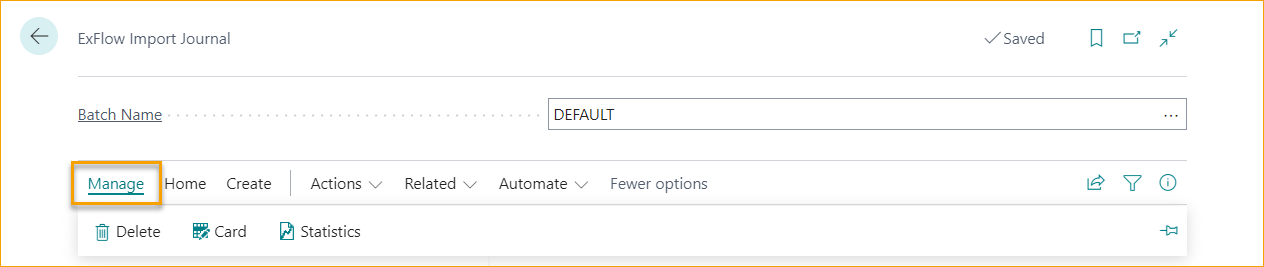 ExFlow Import Journal
Saved
Batch Name
DEFAULT
Manage Home Create Actions Related Automate Fewer options
Delete Card Statistics